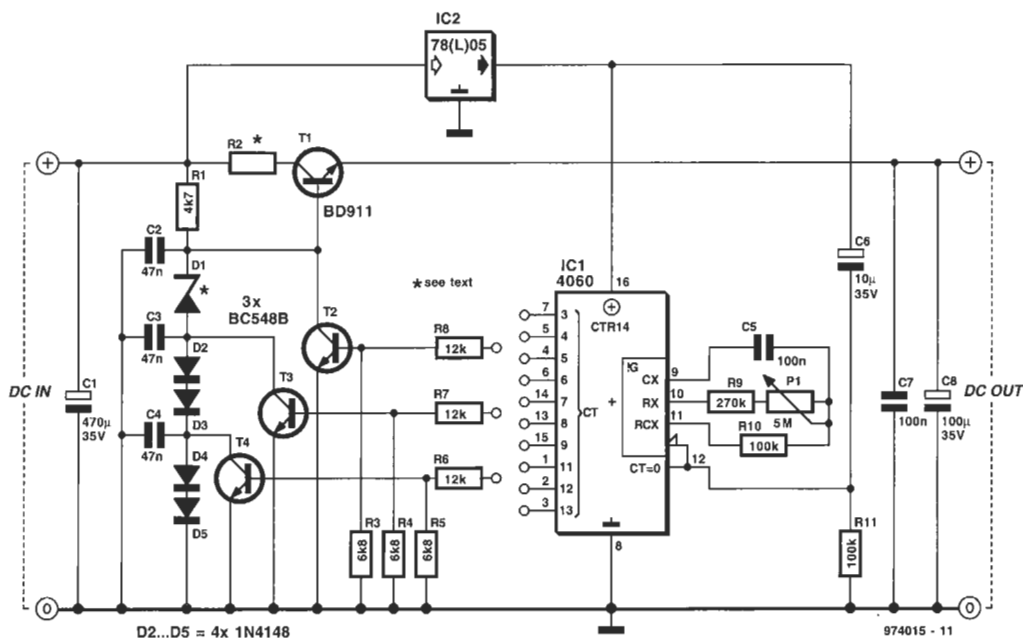 IC2
78(L)05
R2 *
T1
+
+
R1
4k7
BD911
C2
47n
D1
*
3x
BC548B
* see text
IC1
4060
16
C6
10µ
35V
+
CTR14
T2
R8
12k
C3
47n
D2
T3
R7
12k
D3
C4
47n
T4
R6
12k
D4
D5
7 3
5 4
4 5
6 6
14 7
13 8
15 9
1 11
2 12
3 13
CT
+
!G
CX
RX
RCX
CT=0
9
10
11
12
C5
100n
R9
270k
P1
5M
R10
100k
DC IN
C1
470µ
35V
C7
100n
C8
100µ
35V
DC OUT
R3
6k8
R4
6k8
R5
6k8
8
R11
100k
0
0
D2...D5 = 4x 1N4148
974015 - 11